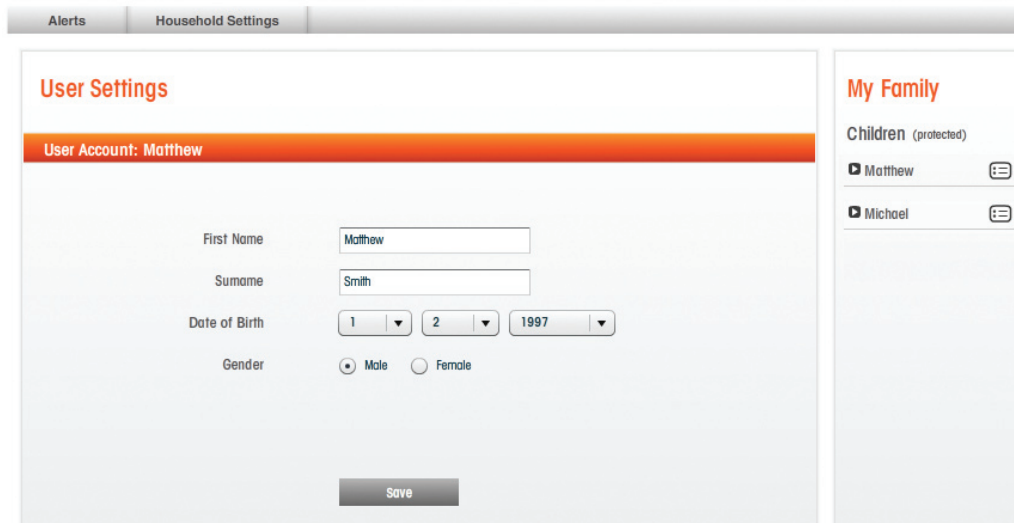 Alerts Household Settings
User Settings
User Account: Matthew
First Name Matthew
Surname Smith
Date of Birth 1 2 1997
Gender Male Female
Save
My Family
Children (protected)
Matthew
Michael